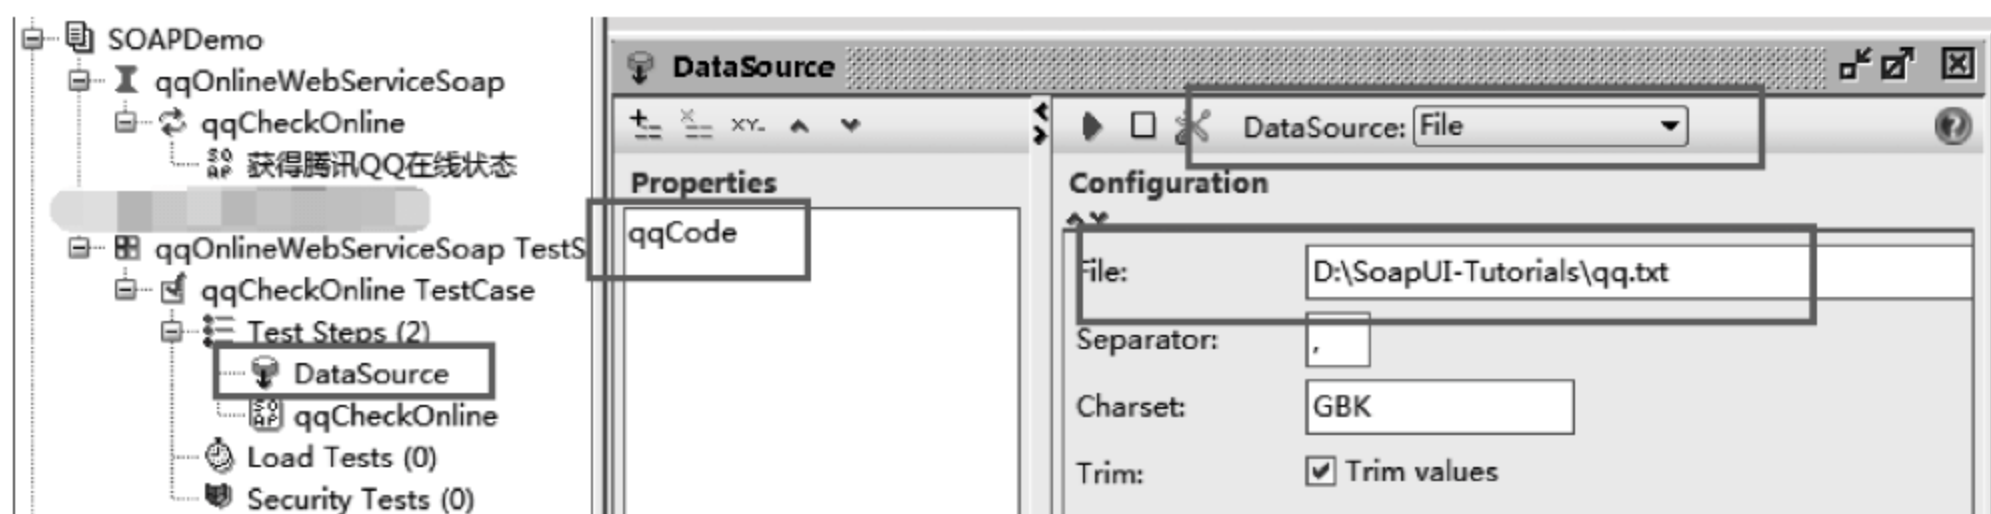 SOAPDemo
qqOnlineWebServiceSoap
qqCheckOnline
获得腾讯QQ在线状态
qqOnlineWebServiceSoap TestS
qqCheckOnline TestCase
Test Steps (2)
DataSource
qqCheckOnline
Load Tests (0)
Security Tests (0)
DataSource
DataSource: File
Properties
qqCode
Configuration
File: D:\SoapUI-Tutorials\qq.txt
Separator: ,
Charset: GBK
Trim: Trim values